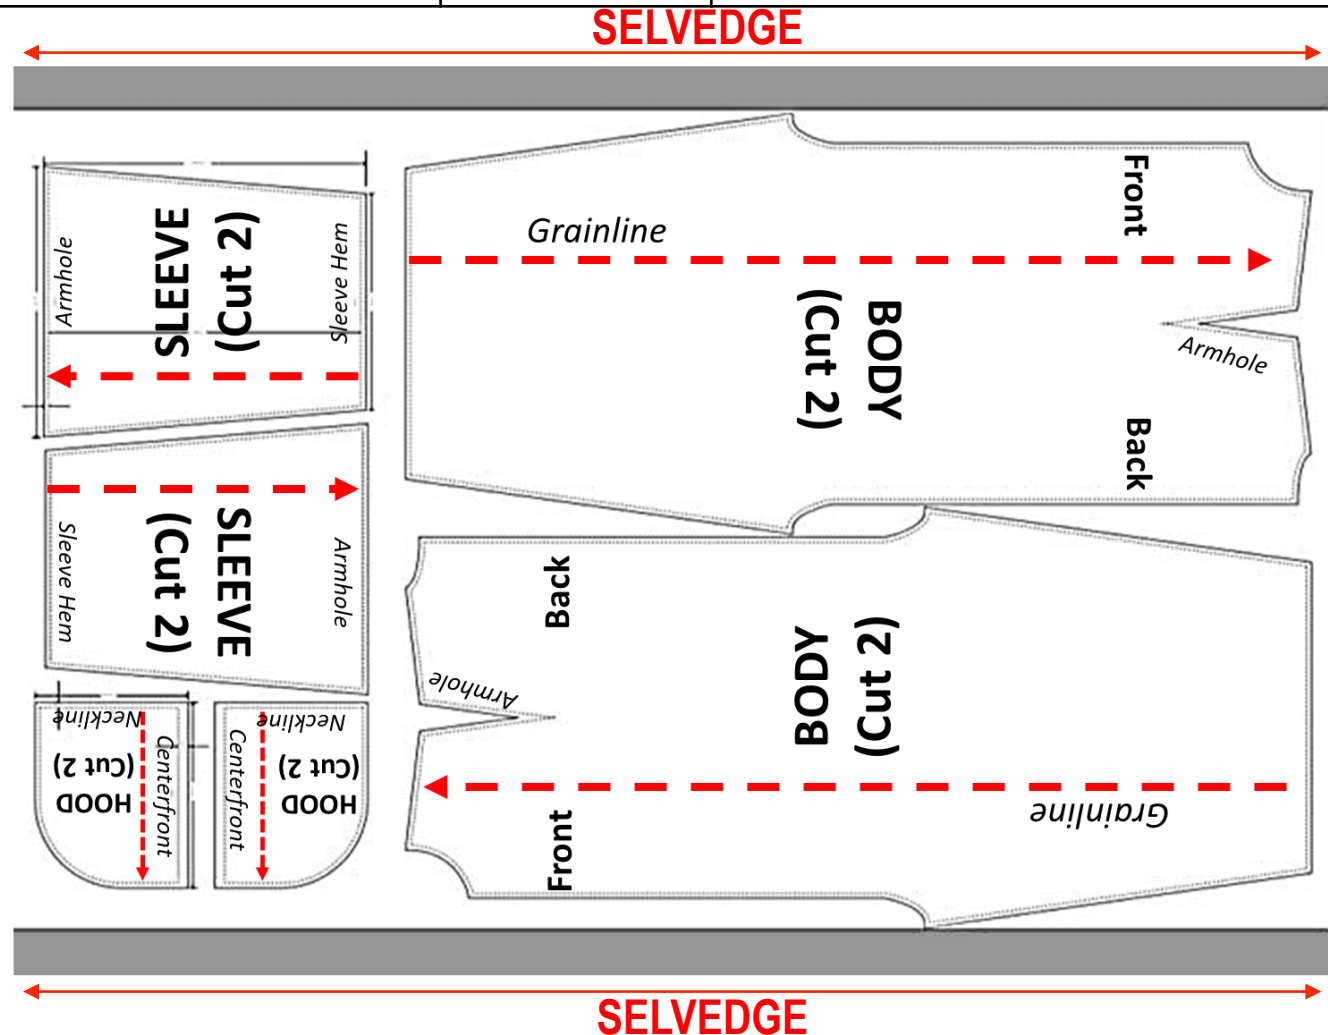 SELVEDGE
Armhole
SLEEVE
(Cut 2)
Sleeve Hem
Grainline
Front
BODY
(Cut 2)
Armhole
Back
Sleeve Hem
SLEEVE
(Cut 2)
Armhole
Neckline
HOOD
(Cut 2)
Centerfront
Neckline
HOOD
(Cut 2)
Centerfront
Back
Armhole
BODY
(Cut 2)
Front
Grainline
SELVEDGE